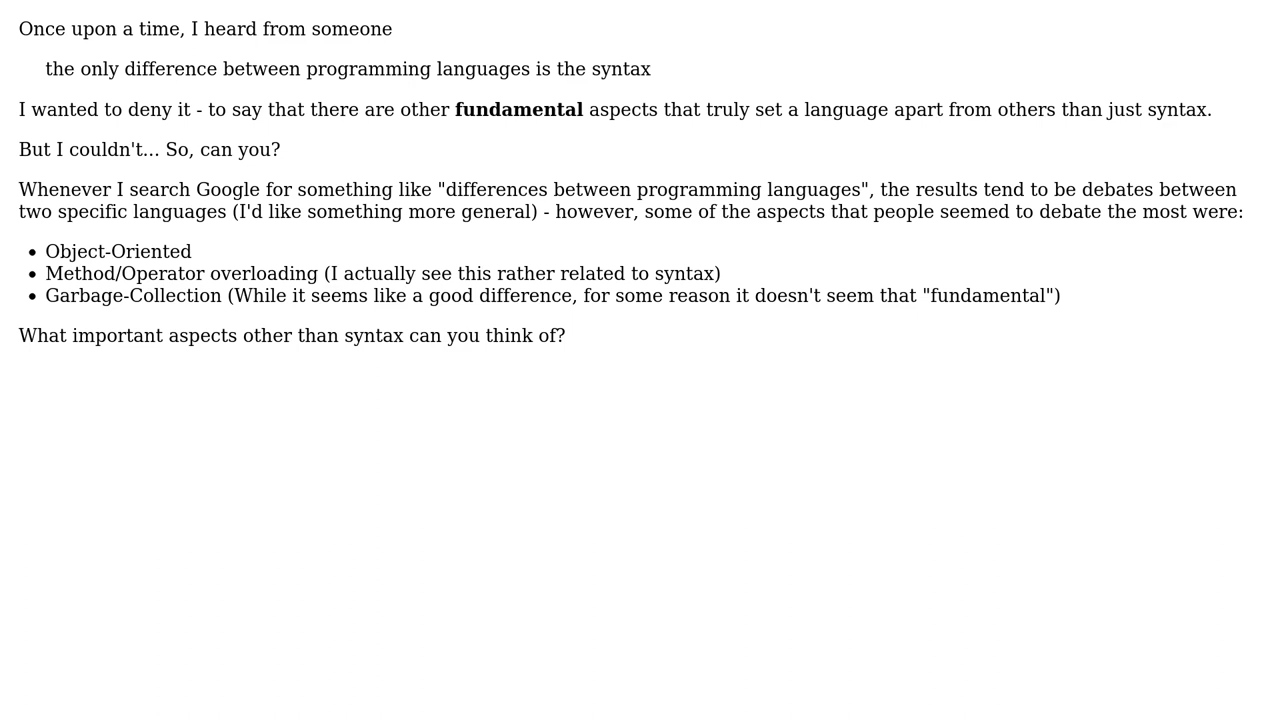 Once upon a time, I heard from someone
the only difference between programming languages is the syntax
I wanted to deny it - to say that there are other fundamental aspects that truly set a language apart from others than just syntax.
But I couldn't... So, can you?
Whenever I search Google for something like "differences between programming languages", the results tend to be debates between
two specific languages (I'd like something more general) - however, some of the aspects that people seemed to debate the most were:
• Object-Oriented
• Method/Operator overloading (I actually see this rather related to syntax)
• Garbage-Collection (While it seems like a good difference, for some reason it doesn't seem that "fundamental")
What important aspects other than syntax can you think of?